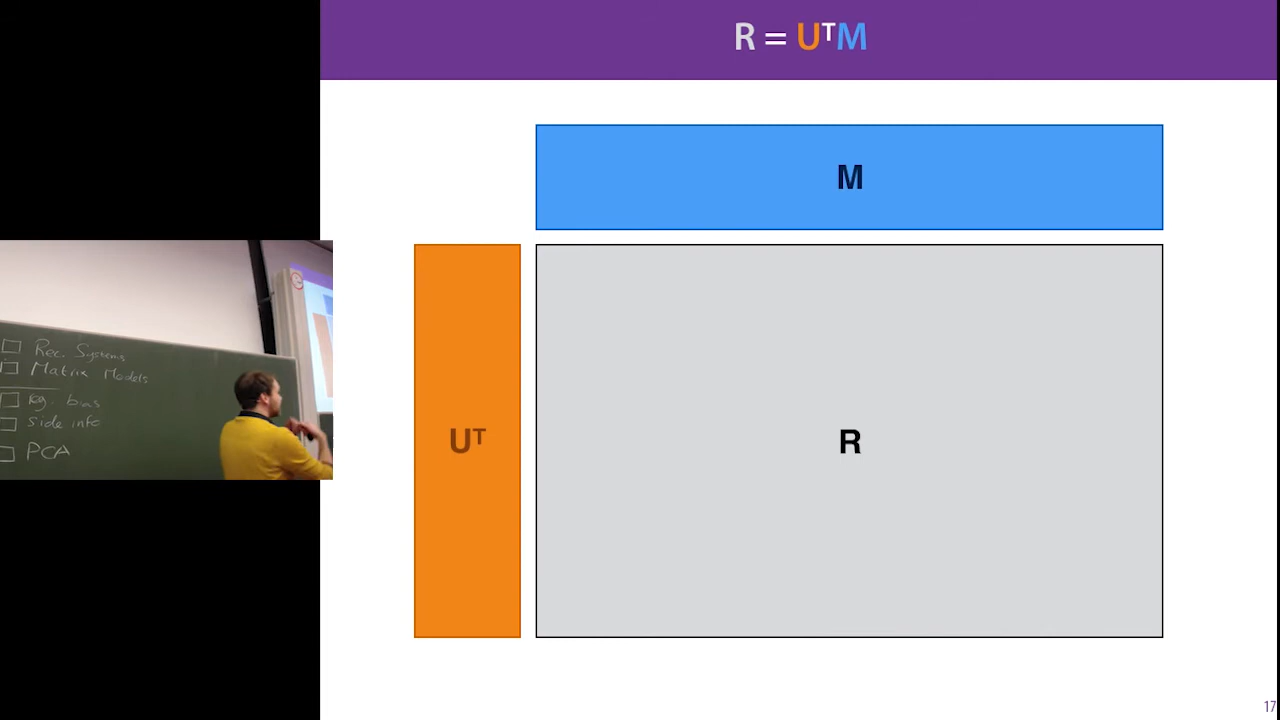 R = UᵀM
M
Uᵀ
R
Rec. Systems
Matrix Models
reg. bias
side info
PCA
17